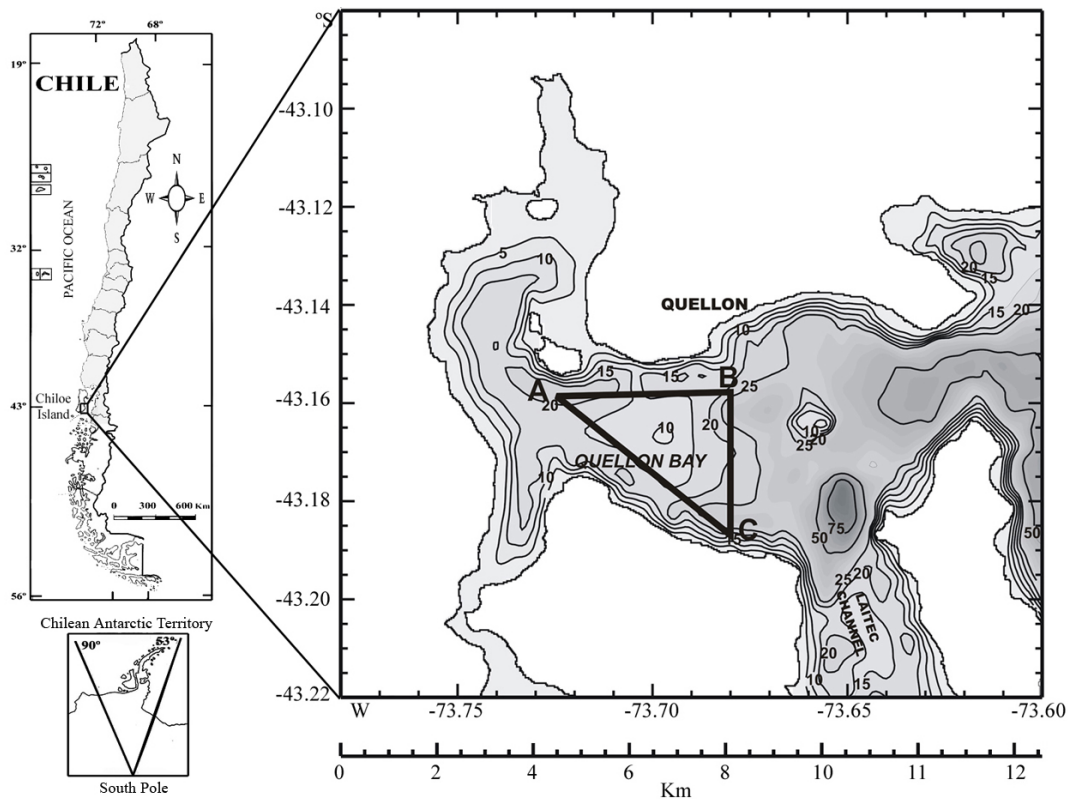 72° 68°
19°
CHILE
N
W E
S
PACIFIC OCEAN
32°
Chiloe
Island
43°
0 300 600 Km
56°
Chilean Antarctic Territory
90° 53°
South Pole
°S
-43.10
-43.12
-43.14
-43.16
-43.18
-43.20
-43.22
W -73.75 -73.70 -73.65 -73.60
0 2 4 6 8 10 12
Km
5 10
20 15
15 20
QUELLON
10
15 15 B 25
A
20
10 20 10
25 20
QUELLON BAY
10
C
50 75 50
25 20
LAITEC
CHANNEL
20
10 15